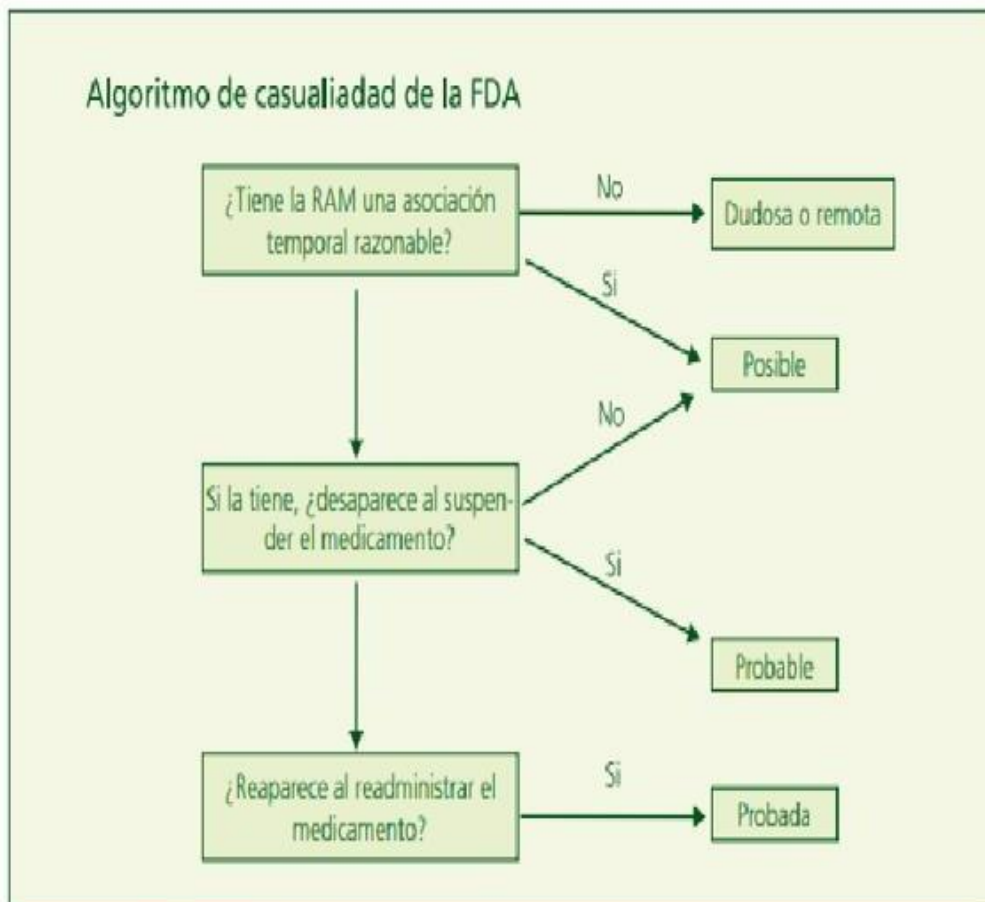 Algoritmo de casualiadad de la FDA
¿Tiene la RAM una asociación
temporal razonable?
No
Dudosa o remota
Si
Posible
No
Si la tiene, ¿desaparece al suspen-
der el medicamento?
Si
Probable
¿Reaparece al readministrar el
medicamento?
Si
Probada